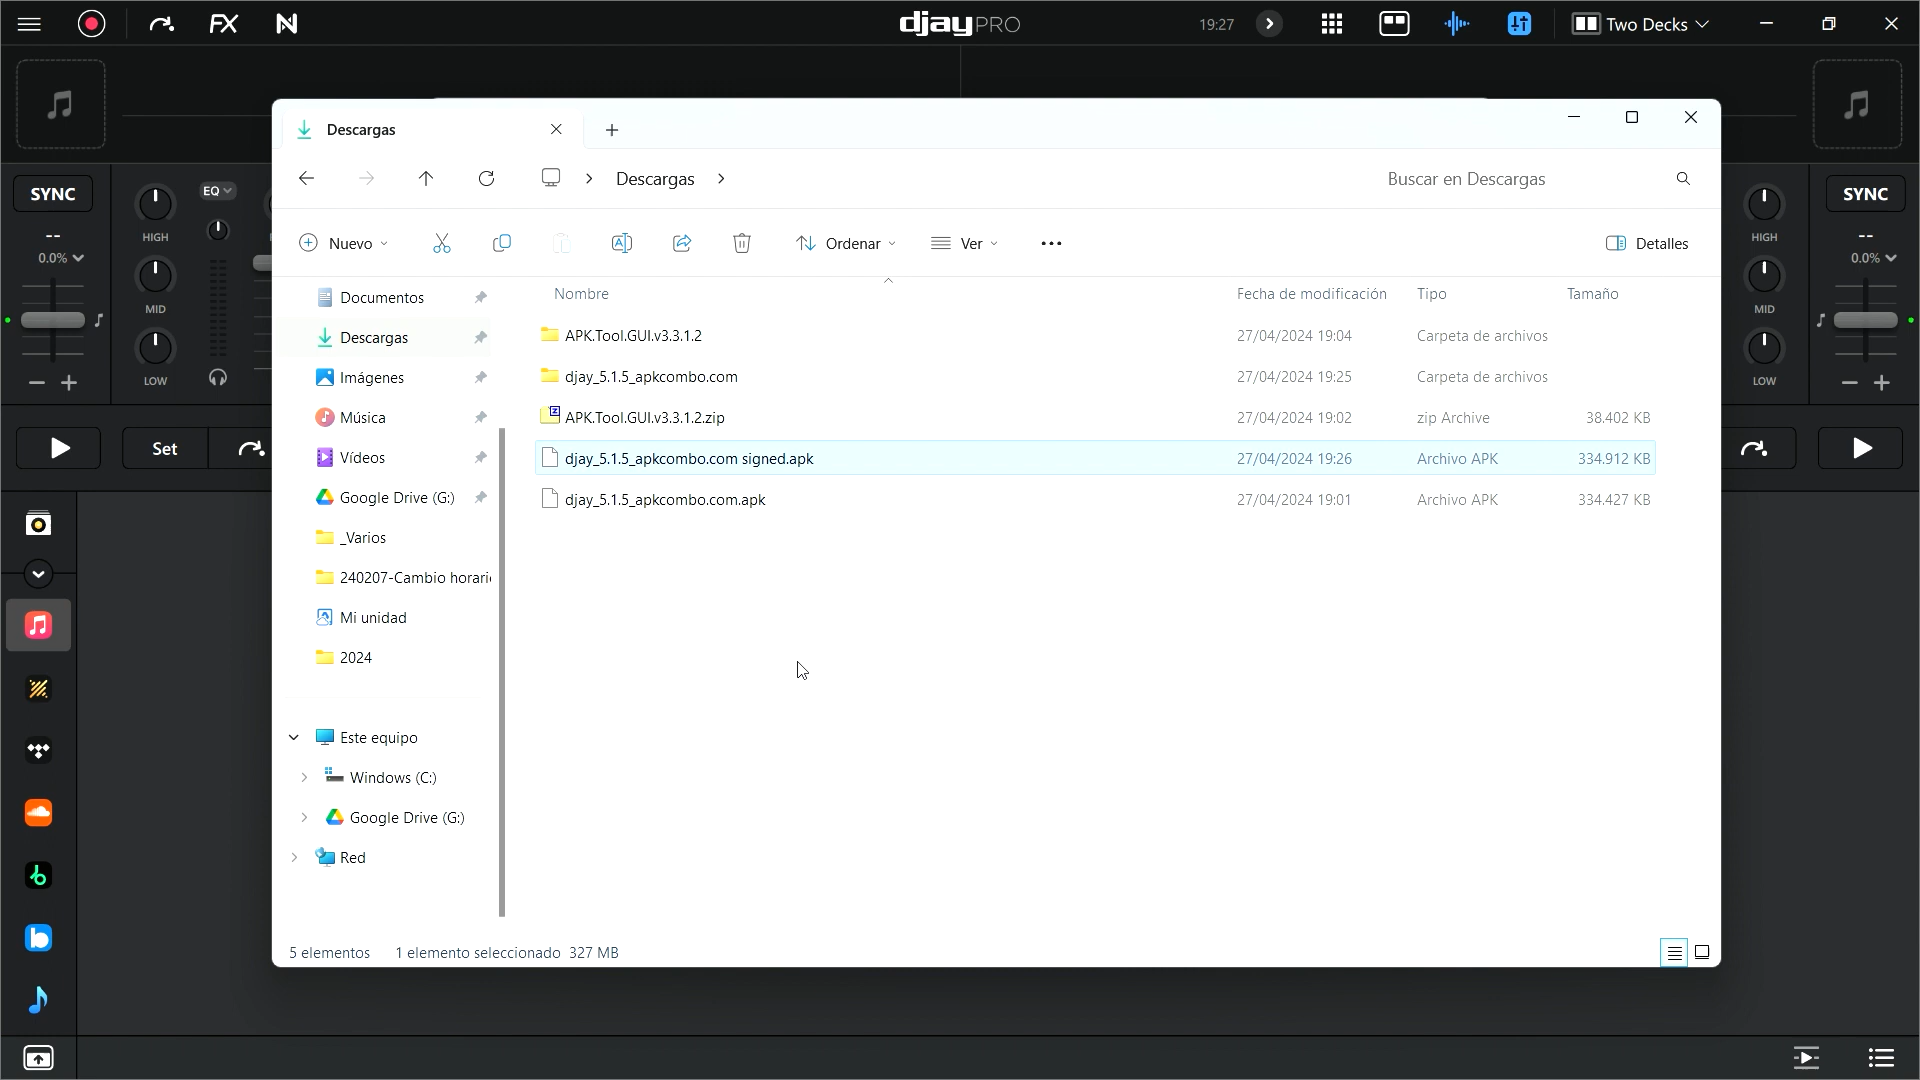 FX
djay PRO
19:27
Two Decks
Descargas
Descargas
Buscar en Descargas
Nuevo
Ordenar
Ver
Detalles
Nombre
Fecha de modificación
Tipo
Tamaño
APK.Tool.GUI.v3.3.1.2
27/04/2024 19:04
Carpeta de archivos
djay_5.1.5_apkcombo.com
27/04/2024 19:25
Carpeta de archivos
APK.Tool.GUI.v3.3.1.2.zip
27/04/2024 19:02
zip Archive
38.402 KB
djay_5.1.5_apkcombo.com signed.apk
27/04/2024 19:26
Archivo APK
334.912 KB
djay_5.1.5_apkcombo.com.apk
27/04/2024 19:01
Archivo APK
334.427 KB
Documentos
Descargas
Imágenes
Música
Vídeos
Google Drive (G:)
_Varios
240207-Cambio horari
Mi unidad
2024
Este equipo
Windows (C:)
Google Drive (G:)
Red
5 elementos
1 elemento seleccionado 327 MB
SYNC
--
0.0%
HIGH
MID
LOW
EQ
Set
SYNC
--
0.0%
HIGH
MID
LOW